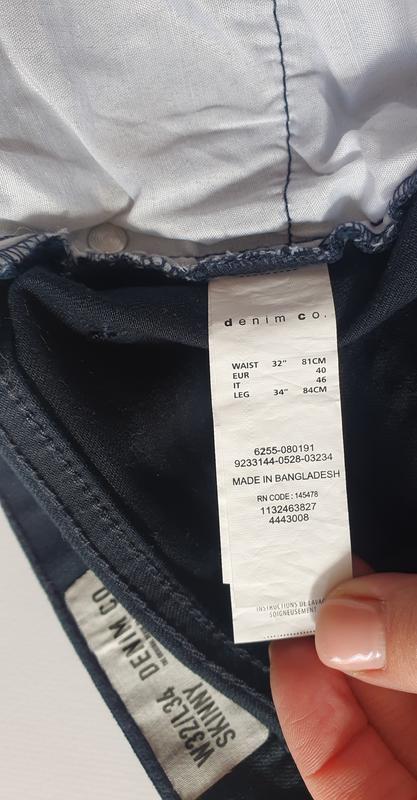 denim co.
WAIST 32" 81CM
EUR 40
IT 46
LEG 34" 84CM
6255-080191
9233144-0528-03234
MADE IN BANGLADESH
RN CODE : 145478
1132463827
4443008
INSTRUCTIONS DE LAVAG
SOIGNEUSEMENT
DENIM CO
W32/L34
SKINNY